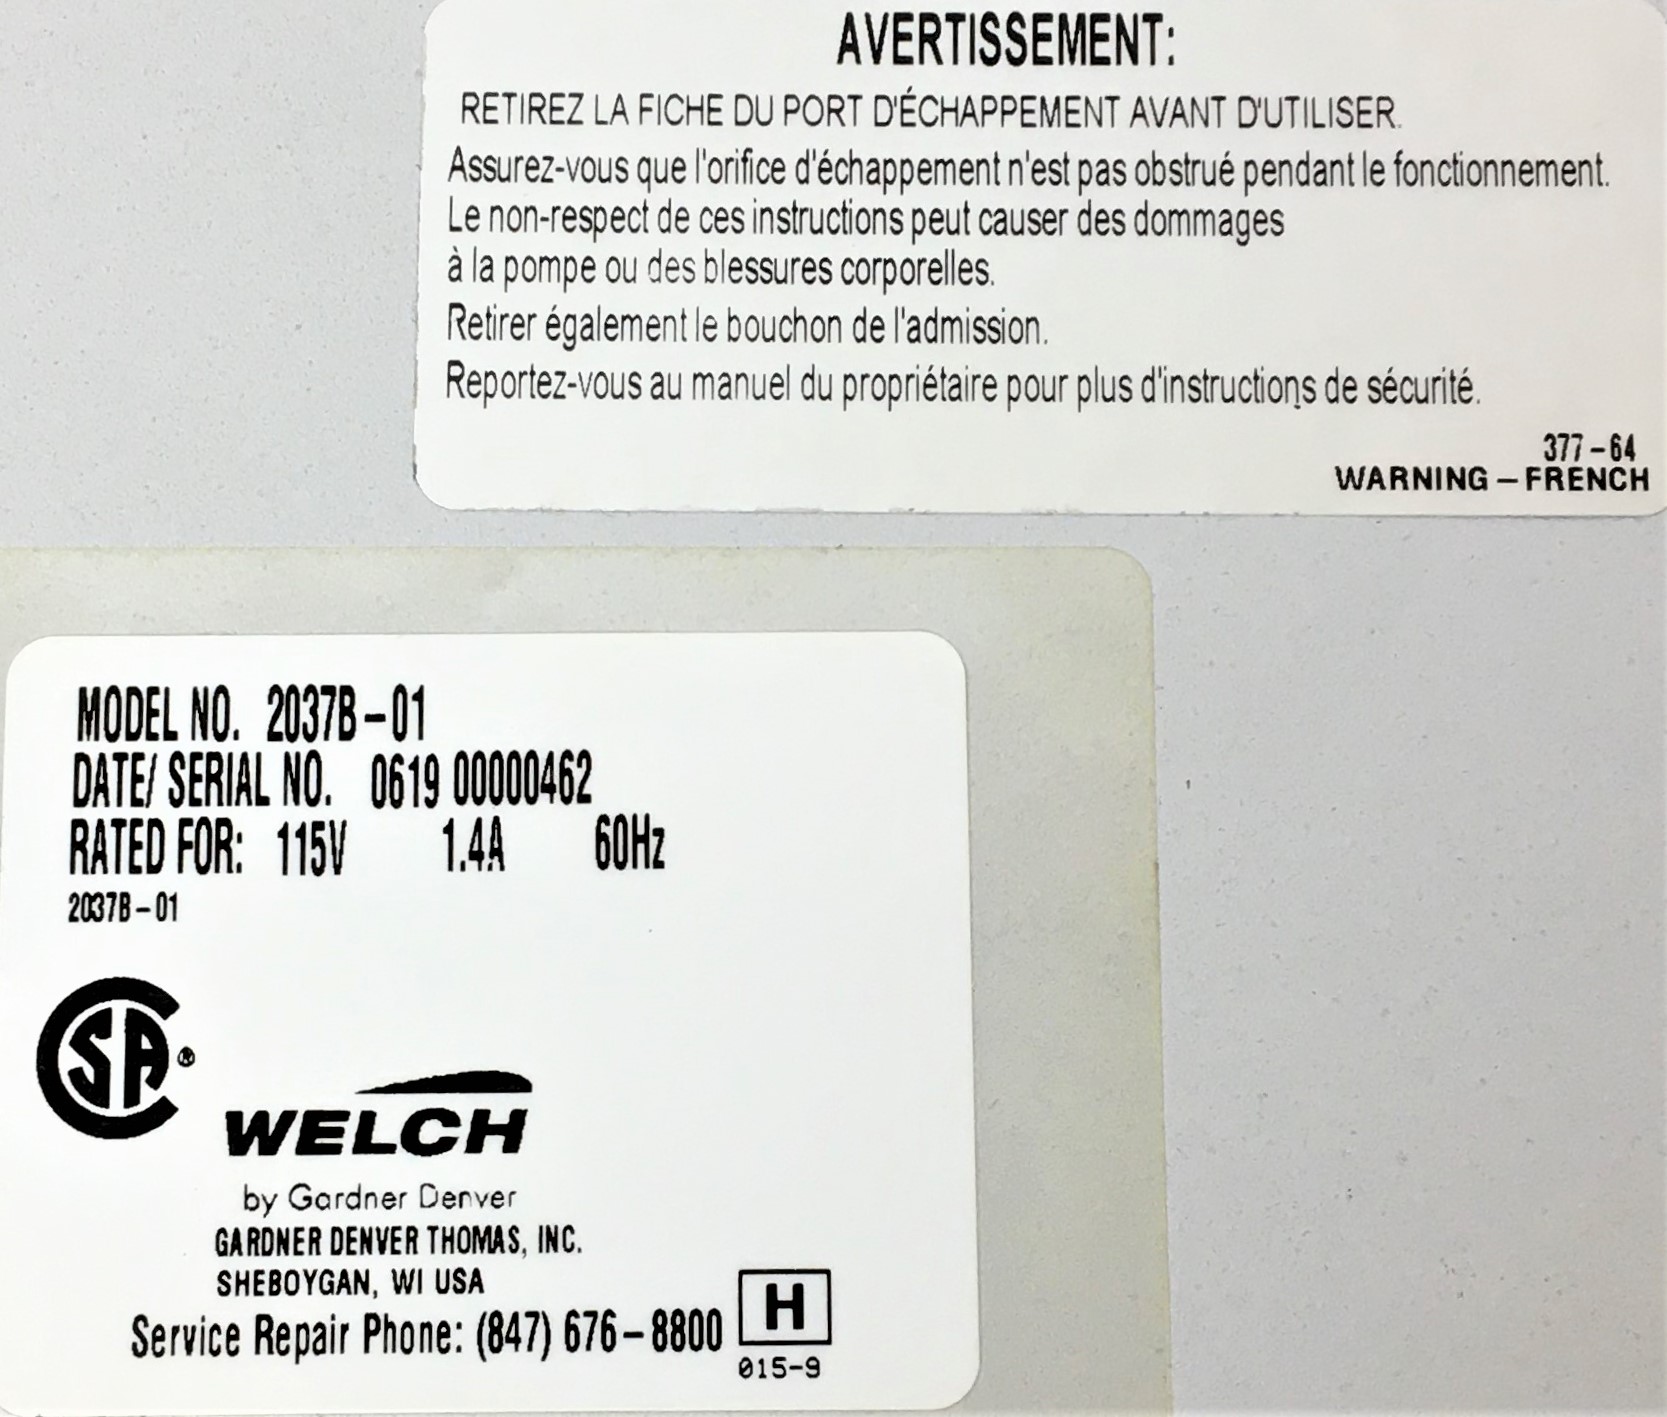 AVERTISSEMENT:
RETIREZ LA FICHE DU PORT D'ÉCHAPPEMENT AVANT D'UTILISER.
Assurez-vous que l'orifice d'échappement n'est pas obstrué pendant le fonctionnement.
Le non-respect de ces instructions peut causer des dommages
à la pompe ou des blessures corporelles.
Retirer également le bouchon de l'admission.
Reportez-vous au manuel du propriétaire pour plus d'instructions de sécurité.
377-64
WARNING-FRENCH
MODEL NO. 2037B-01
DATE/ SERIAL NO. 0619 00000462
RATED FOR: 115V 1.4A 60Hz
2037B-01
CSA®
WELCH
by Gardner Denver
GARDNER DENVER THOMAS, INC.
SHEBOYGAN, WI USA
Service Repair Phone: (847) 676-8800
H
015-9